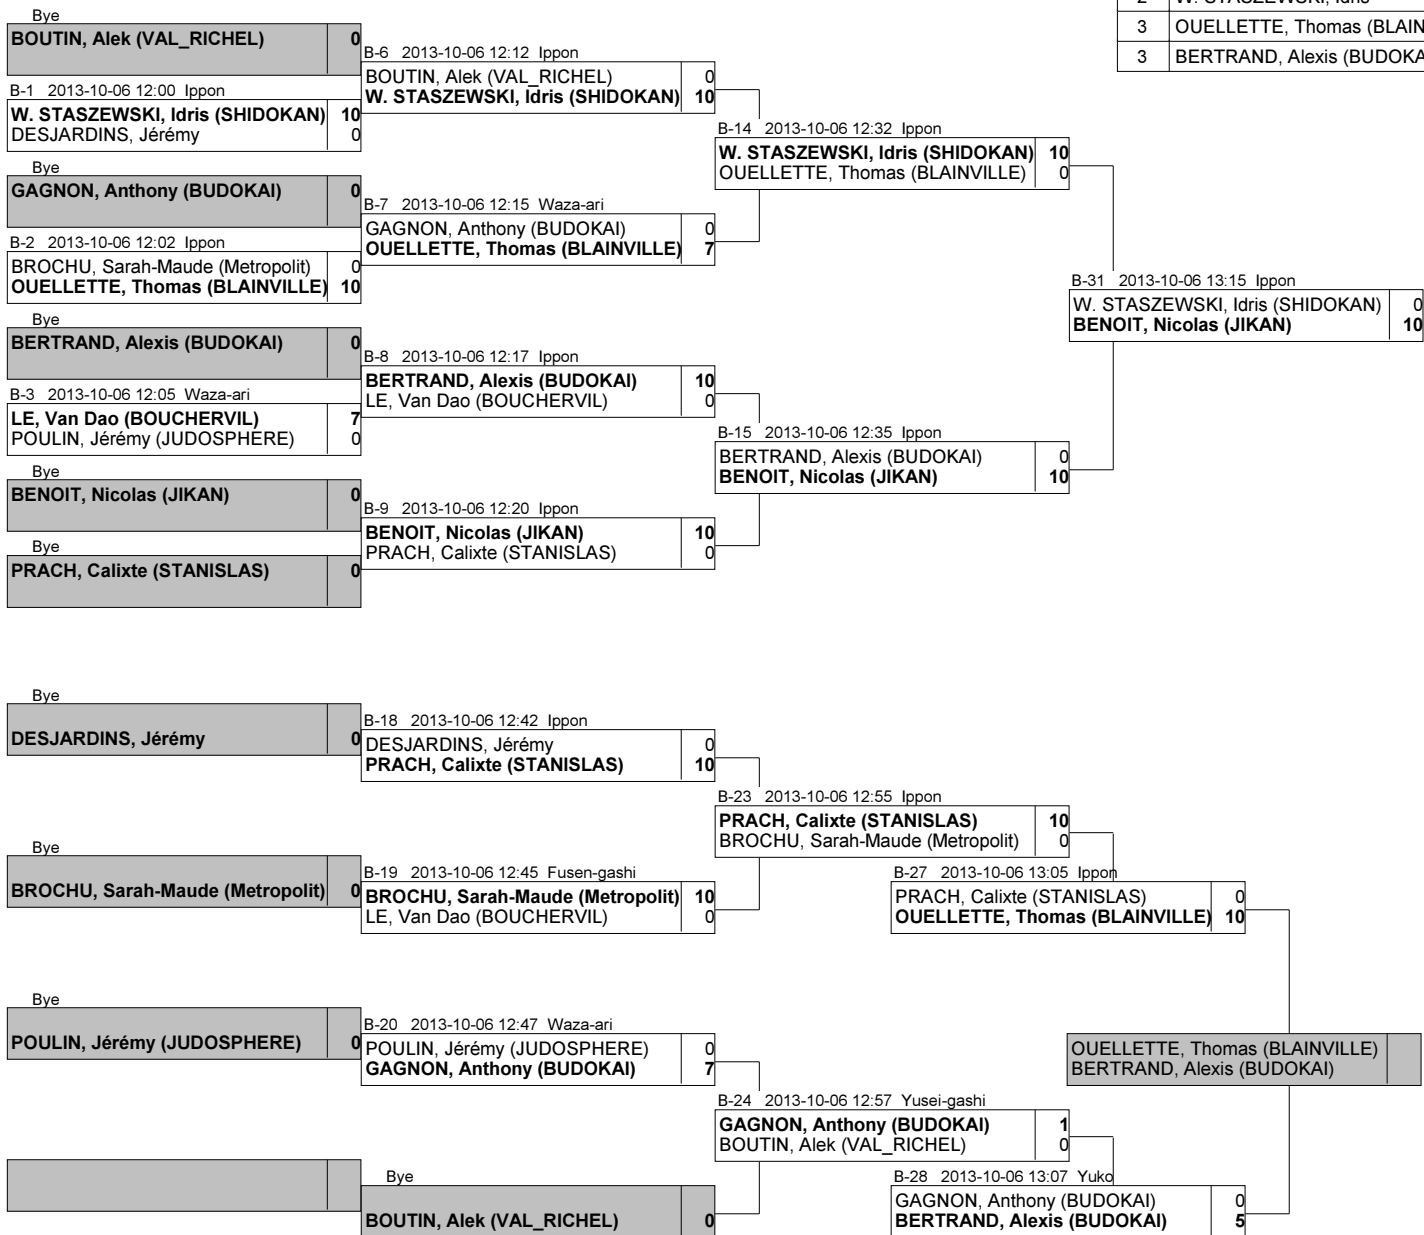 2 W. STASZEWSKI, Idris
3 OUELLETTE, Thomas (BLAIN
3 BERTRAND, Alexis (BUDOKA
Bye
BOUTIN, Alek (VAL_RICHEL) 0
B-1 2013-10-06 12:00 Ippon
W. STASZEWSKI, Idris (SHIDOKAN) 10
DESJARDINS, Jérémy 0
Bye
GAGNON, Anthony (BUDOKAI) 0
B-2 2013-10-06 12:02 Ippon
BROCHU, Sarah-Maude (Metropolit) 0
OUELLETTE, Thomas (BLAINVILLE) 10
Bye
BERTRAND, Alexis (BUDOKAI) 0
B-3 2013-10-06 12:05 Waza-ari
LE, Van Dao (BOUCHERVIL) 7
POULIN, Jérémy (JUDOSPHERE) 0
Bye
BENOIT, Nicolas (JIKAN) 0
Bye
PRACH, Calixte (STANISLAS) 0
B-6 2013-10-06 12:12 Ippon
BOUTIN, Alek (VAL_RICHEL) 0
W. STASZEWSKI, Idris (SHIDOKAN) 10
B-7 2013-10-06 12:15 Waza-ari
GAGNON, Anthony (BUDOKAI) 0
OUELLETTE, Thomas (BLAINVILLE) 7
B-8 2013-10-06 12:17 Ippon
BERTRAND, Alexis (BUDOKAI) 10
LE, Van Dao (BOUCHERVIL) 0
B-9 2013-10-06 12:20 Ippon
BENOIT, Nicolas (JIKAN) 10
PRACH, Calixte (STANISLAS) 0
B-14 2013-10-06 12:32 Ippon
W. STASZEWSKI, Idris (SHIDOKAN) 10
OUELLETTE, Thomas (BLAINVILLE) 0
B-15 2013-10-06 12:35 Ippon
BERTRAND, Alexis (BUDOKAI) 0
BENOIT, Nicolas (JIKAN) 10
B-31 2013-10-06 13:15 Ippon
W. STASZEWSKI, Idris (SHIDOKAN) 0
BENOIT, Nicolas (JIKAN) 10
Bye
DESJARDINS, Jérémy 0
Bye
BROCHU, Sarah-Maude (Metropolit) 0
Bye
POULIN, Jérémy (JUDOSPHERE) 0
B-18 2013-10-06 12:42 Ippon
DESJARDINS, Jérémy 0
PRACH, Calixte (STANISLAS) 10
B-19 2013-10-06 12:45 Fusen-gashi
BROCHU, Sarah-Maude (Metropolit) 10
LE, Van Dao (BOUCHERVIL) 0
B-20 2013-10-06 12:47 Waza-ari
POULIN, Jérémy (JUDOSPHERE) 0
GAGNON, Anthony (BUDOKAI) 7
Bye
BOUTIN, Alek (VAL_RICHEL) 0
B-23 2013-10-06 12:55 Ippon
PRACH, Calixte (STANISLAS) 10
BROCHU, Sarah-Maude (Metropolit) 0
B-24 2013-10-06 12:57 Yusei-gashi
GAGNON, Anthony (BUDOKAI) 1
BOUTIN, Alek (VAL_RICHEL) 0
B-27 2013-10-06 13:05 Ippon
PRACH, Calixte (STANISLAS) 0
OUELLETTE, Thomas (BLAINVILLE) 10
B-28 2013-10-06 13:07 Yuko
GAGNON, Anthony (BUDOKAI) 0
BERTRAND, Alexis (BUDOKAI) 5
OUELLETTE, Thomas (BLAINVILLE)
BERTRAND, Alexis (BUDOKAI)